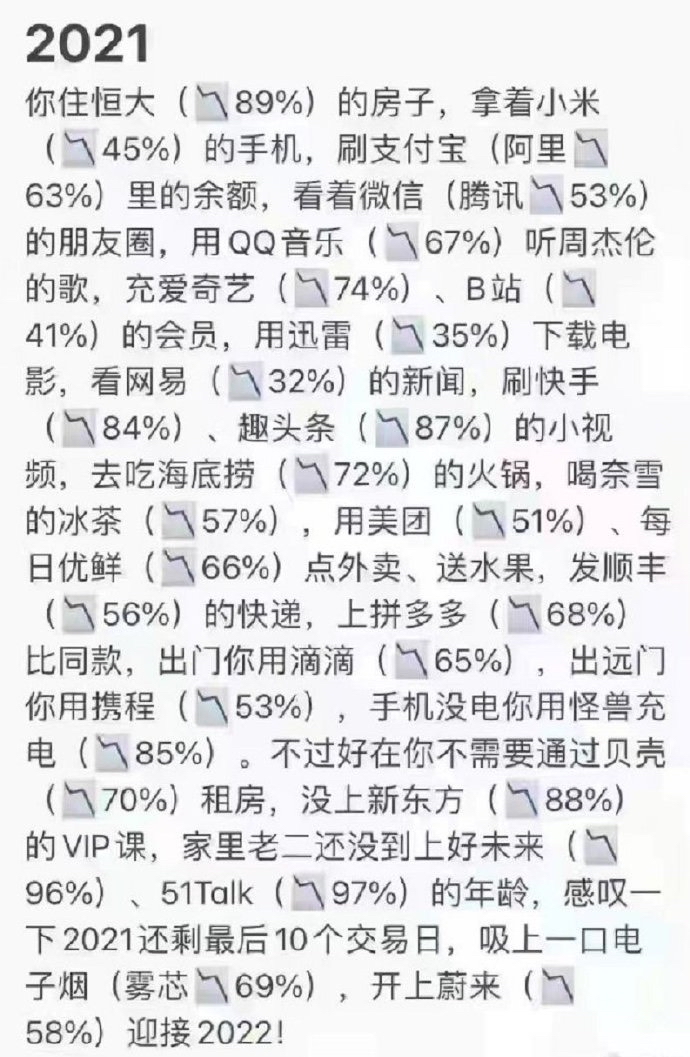 2021
你住恒大（📉89%）的房子，拿着小米
（📉45%）的手机，刷支付宝（阿里📉
63%）里的余额，看着微信（腾讯📉53%）
的朋友圈，用QQ音乐（📉67%）听周杰伦
的歌，充爱奇艺（📉74%）、B站（📉
41%）的会员，用迅雷（📉35%）下载电
影，看网易（📉32%）的新闻，刷快手
（📉84%）、趣头条（📉87%）的小视
频，去吃海底捞（📉72%）的火锅，喝奈雪
的冰茶（📉57%），用美团（📉51%）、每
日优鲜（📉66%）点外卖、送水果，发顺丰
（📉56%）的快递，上拼多多（📉68%）
比同款，出门你用滴滴（📉65%），出远门
你用携程（📉53%），手机没电你用怪兽充
电（📉85%）。不过好在你不需要通过贝壳
（📉70%）租房，没上新东方（📉88%）
的VIP课，家里老二还没到上好未来（📉
96%）、51Talk（📉97%）的年龄，感叹一
下2021还剩最后10个交易日，吸上一口电
子烟（雾芯📉69%），开上蔚来（📉
58%）迎接2022!